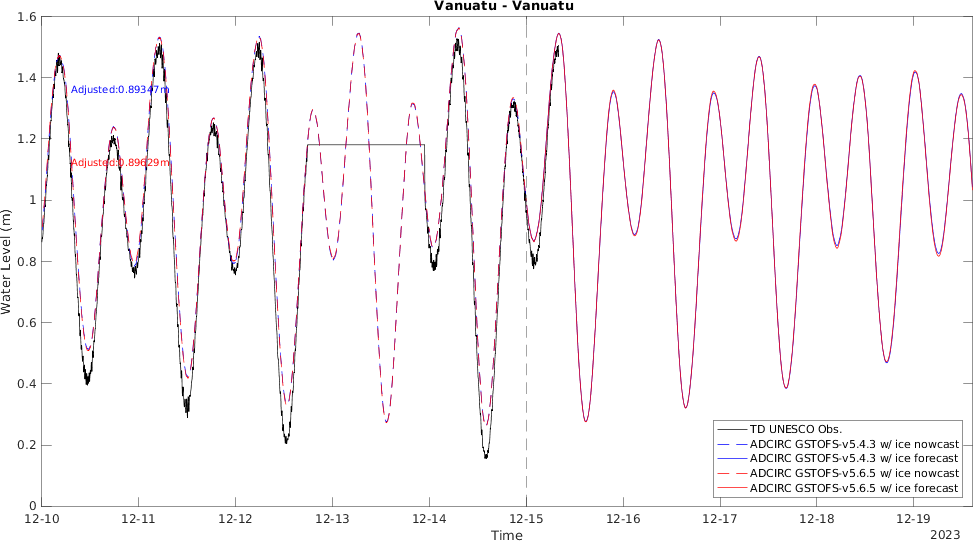 Vanuatu - Vanuatu
Water Level (m)
1.6
1.4
1.2
1
0.8
0.6
0.4
0.2
0
Adjusted:0.89347m
Adjusted:0.89629m
TD UNESCO Obs.
ADCIRC GSTOFS-v5.4.3 w/ ice nowcast
ADCIRC GSTOFS-v5.4.3 w/ ice forecast
ADCIRC GSTOFS-v5.6.5 w/ ice nowcast
ADCIRC GSTOFS-v5.6.5 w/ ice forecast
12-10 12-11 12-12 12-13 12-14 12-15 12-16 12-17 12-18 12-19
Time
2023